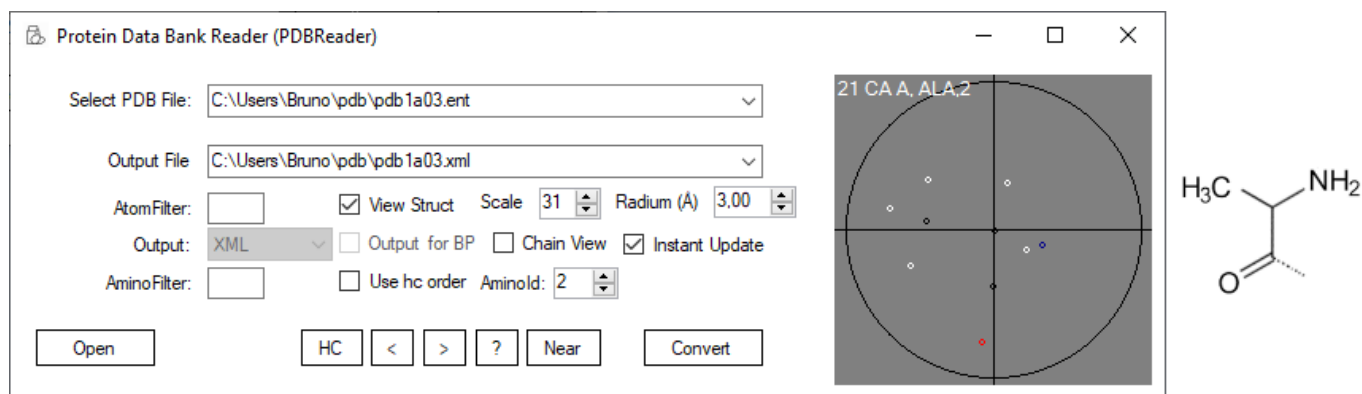 Protein Data Bank Reader (PDBReader)
Select PDB File: C:\Users\Bruno\pdb\pdb1a03.ent
Output File C:\Users\Bruno\pdb\pdb1a03.xml
AtomFilter: View Struct Scale 31 Radium (Å) 3,00
Output: XML Output for BP Chain View Instant Update
AminoFilter: Use hc order AminoId: 2
Open HC < > ? Near Convert
21 CA A, ALA,2
H3C NH2
O